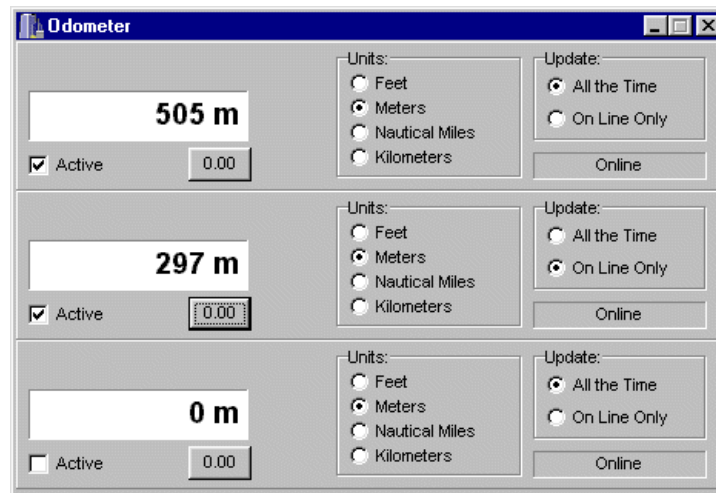 Odometer
Units:
Feet
Meters
Nautical Miles
Kilometers
Update:
All the Time
On Line Only
505 m
Active
0.00
Online
Units:
Feet
Meters
Nautical Miles
Kilometers
Update:
All the Time
On Line Only
297 m
Active
0.00
Online
Units:
Feet
Meters
Nautical Miles
Kilometers
Update:
All the Time
On Line Only
0 m
Active
0.00
Online